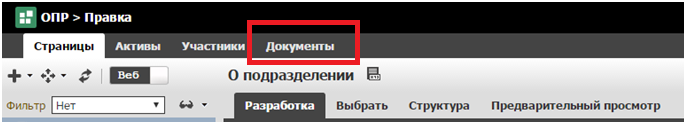 ОПР > Правка
Страницы Активы Участники Документы
Веб О подразделении
Фильтр Нет Разработка Выбрать Структура Предварительный просмотр